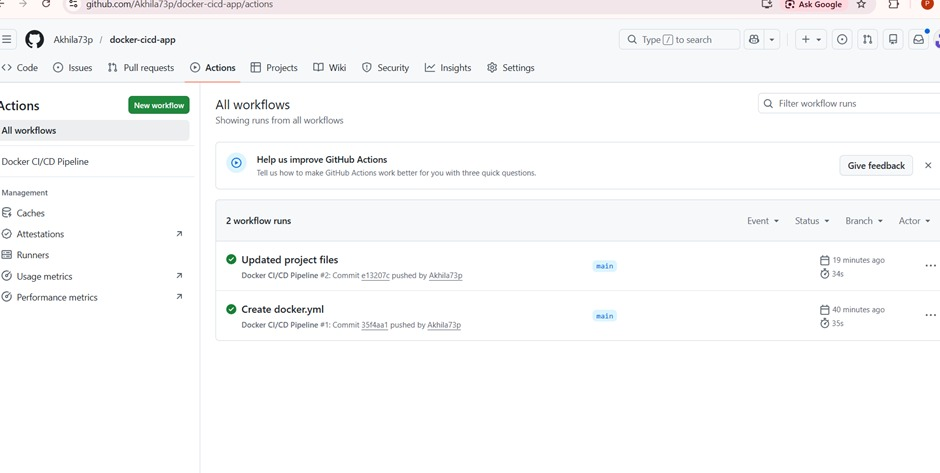 github.com/Akhila73p/docker-cicd-app/actions
Ask Google
P
Akhila73p / docker-cicd-app
Type / to search
Code
Issues
Pull requests
Actions
Projects
Wiki
Security
Insights
Settings
Actions
New workflow
All workflows
Docker CI/CD Pipeline
Management
Caches
Attestations
Runners
Usage metrics
Performance metrics
All workflows
Showing runs from all workflows
Filter workflow runs
Help us improve GitHub Actions
Tell us how to make GitHub Actions work better for you with three quick questions.
Give feedback
2 workflow runs
Event
Status
Branch
Actor
Updated project files
Docker CI/CD Pipeline #2: Commit e13207c pushed by Akhila73p
main
19 minutes ago
34s
Create docker.yml
Docker CI/CD Pipeline #1: Commit 35f4aa1 pushed by Akhila73p
main
40 minutes ago
35s